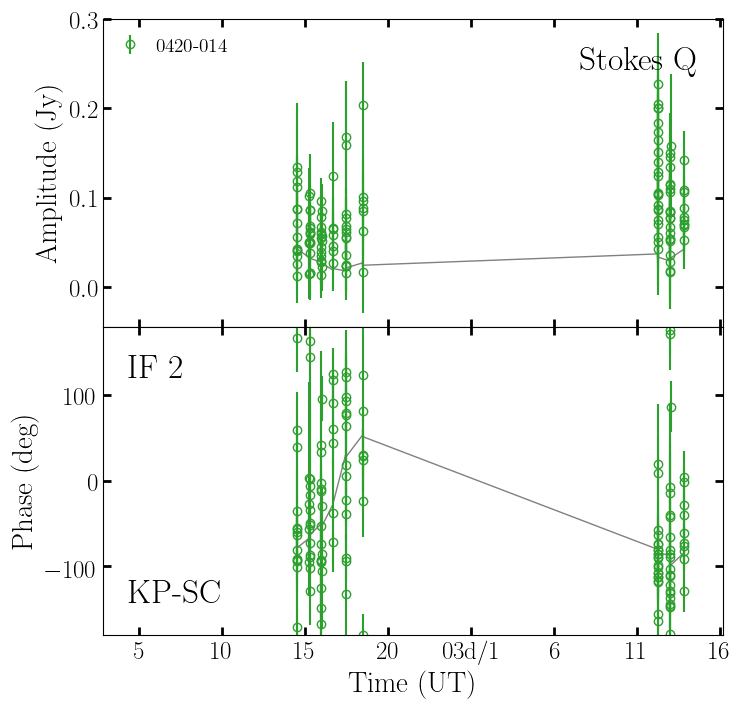 0420-014
Stokes Q
0.3
0.2
0.1
0.0
Amplitude (Jy)
IF 2
100
0
−100
Phase (deg)
KP-SC
5 10 15 20 03d/1 6 11 16
Time (UT)